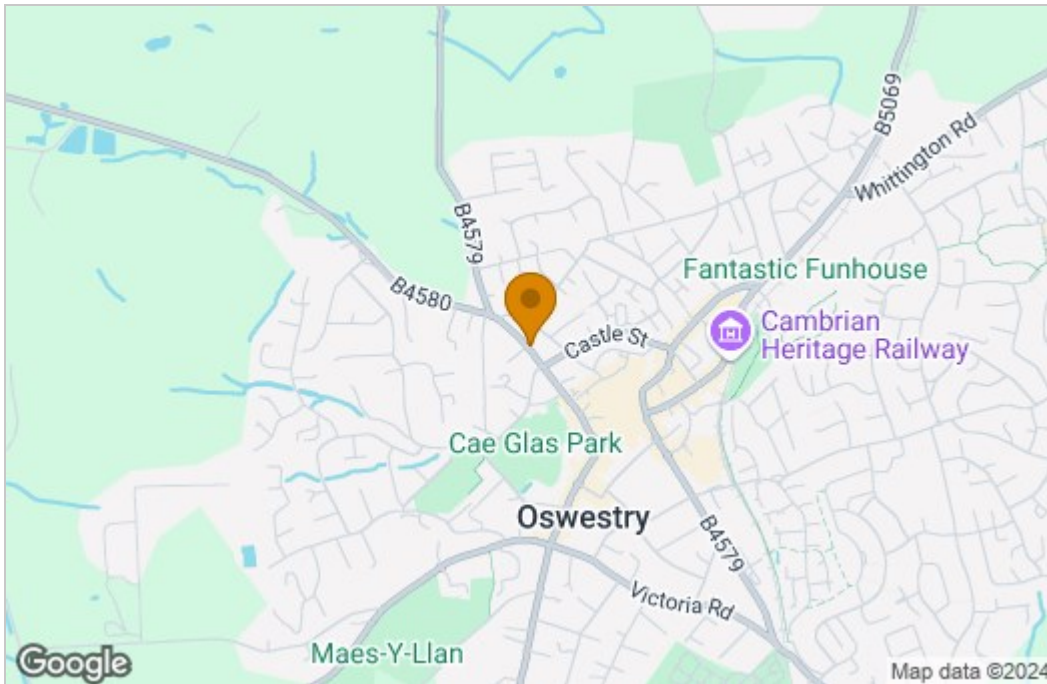 B5069
Whittington Rd
B4579
Fantastic Funhouse
B4580
Castle St
Cambrian
Heritage Railway
Cae Glas Park
Oswestry
B4579
Victoria Rd
Maes-Y-Llan
Google
Map data ©2024